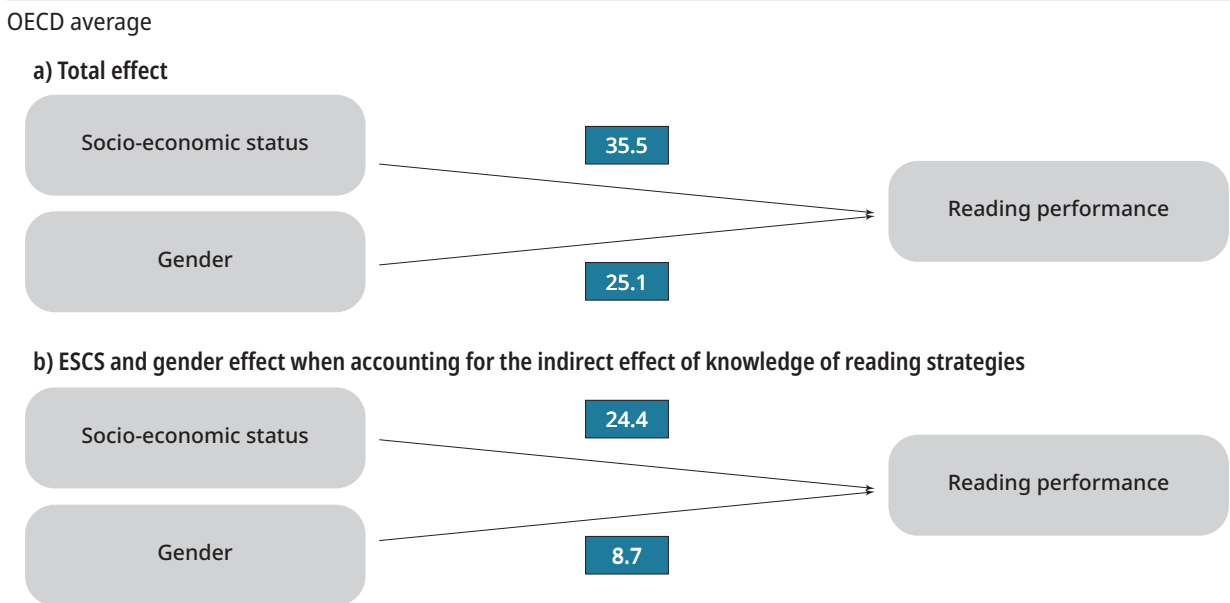 OECD average
a) Total effect
Socio-economic status
35.5
Reading performance
Gender
25.1
b) ESCS and gender effect when accounting for the indirect effect of knowledge of reading strategies
24.4
Socio-economic status
Reading performance
Gender
8.7